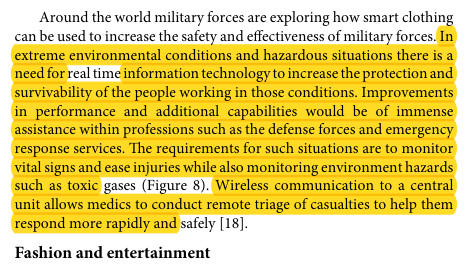 Around the world military forces are exploring how smart clothing
can be used to increase the safety and effectiveness of military forces. In
extreme environmental conditions and hazardous situations there is a
need for real time information technology to increase the protection and
survivability of the people working in those conditions. Improvements
in performance and additional capabilities would be of immense
assistance within professions such as the defense forces and emergency
response services. The requirements for such situations are to monitor
vital signs and ease injuries while also monitoring environment hazards
such as toxic gases (Figure 8). Wireless communication to a central
unit allows medics to conduct remote triage of casualties to help them
respond more rapidly and safely [18].
Fashion and entertainment